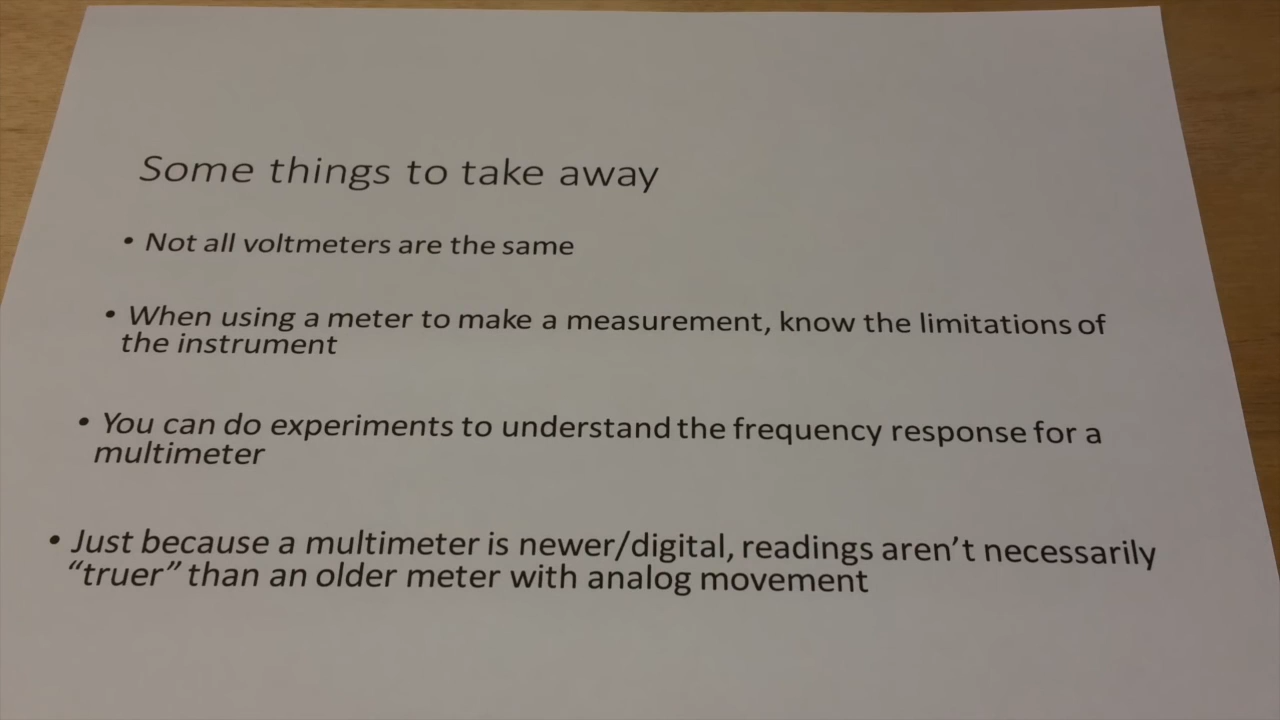 Some things to take away
• Not all voltmeters are the same
• When using a meter to make a measurement, know the limitations of
the instrument
• You can do experiments to understand the frequency response for a
multimeter
• Just because a multimeter is newer/digital, readings aren’t necessarily
“truer” than an older meter with analog movement